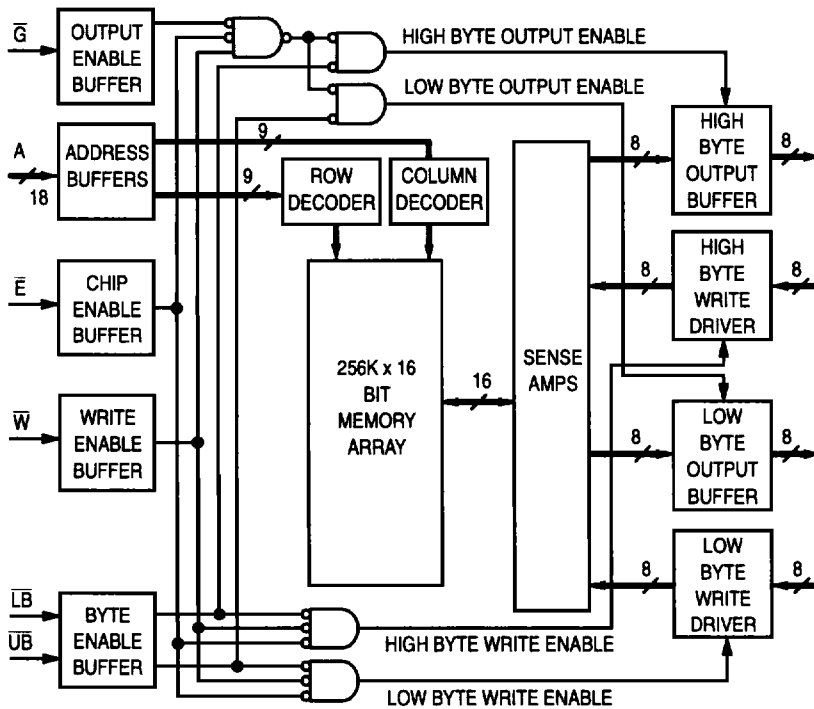 G̅
OUTPUT
ENABLE
BUFFER
HIGH BYTE OUTPUT ENABLE
LOW BYTE OUTPUT ENABLE
A
18
ADDRESS
BUFFERS
9
9
ROW
DECODER
COLUMN
DECODER
8
HIGH
BYTE
OUTPUT
BUFFER
8
E̅
CHIP
ENABLE
BUFFER
8
HIGH
BYTE
WRITE
DRIVER
8
256K x 16
BIT
MEMORY
ARRAY
16
SENSE
AMPS
W̅
WRITE
ENABLE
BUFFER
8
LOW
BYTE
OUTPUT
BUFFER
8
8
LOW
BYTE
WRITE
DRIVER
8
L̅B̅
U̅B̅
BYTE
ENABLE
BUFFER
HIGH BYTE WRITE ENABLE
LOW BYTE WRITE ENABLE